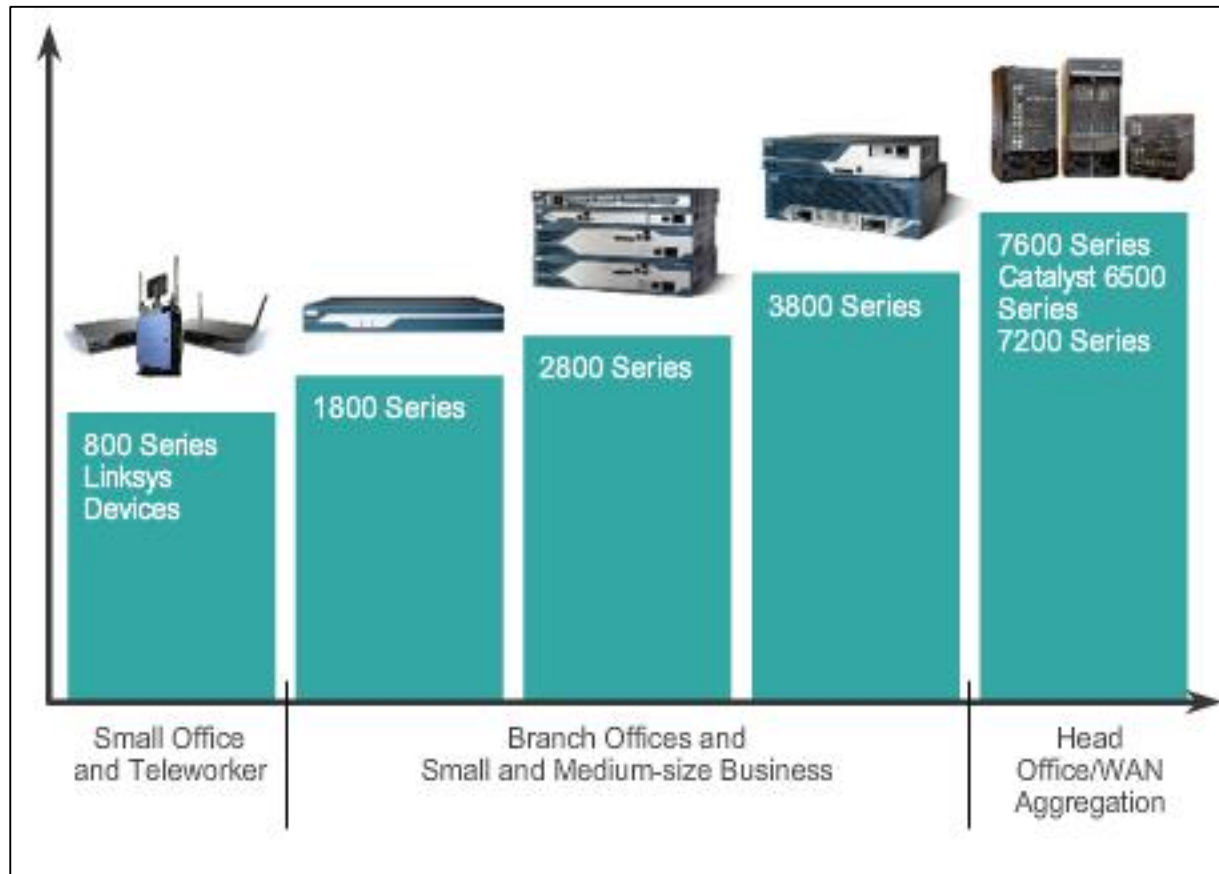 800 Series
Linksys
Devices
1800 Series
2800 Series
3800 Series
7600 Series
Catalyst 6500
Series
7200 Series
Small Office
and Teleworker
Branch Offices and
Small and Medium-size Business
Head
Office/WAN
Aggregation